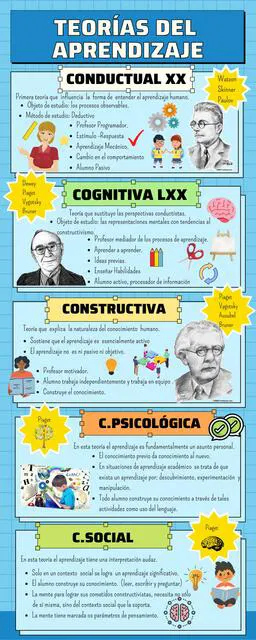 TEORÍAS DEL
APRENDIZAJE
CONDUCTUAL XX
Primera teoría que influencia la forma de entender el aprendizaje humano.
Objeto de estudio: los procesos observables.
Método de estudio: Deductivo
Profesor Programador.
Estímulo -Respuesta
Aprendizaje Mecánico.
Cambio en el comportamiento
Alumno Pasivo
Watson
Skinner
Paulov
Dewey
Piaget
Vygotsky
Bruner
COGNITIVA LXX
Teoría que sustituye las perspectivas conductistas.
Objeto de estudio: las representaciones mentales con tendencias al
constructivismo.
Profesor mediador de los procesos de aprendizaje.
Aprender a aprender.
Ideas previas.
Enseñar Habilidades
Alumno activo, procesador de información
CONSTRUCTIVA
Piaget
Vygotsky
Ausubel
Bruner
Teoría que explica la naturaleza del conocimiento humano.
Sostiene que el aprendizaje es esencialmente activo
El aprendizaje no es ni pasivo ni objetivo.
Profesor motivador.
Alumno trabaja independientemente y trabaja en equipo.
Construye el conocimiento.
Piaget
C.PSICOLÓGICA
En esta teoría el aprendizaje es fundamentalmente un asunto personal.
El conocimiento previo da conocimiento al nuevo.
En situaciones de aprendizaje académico se trata de que
exista un aprendizaje por: descubrimiento, experimentación y
manipulación.
Todo alumno construye su conocimiento a través de tales
actividades como uso del lenguaje.
C.SOCIAL
Piaget
En esta teoría el aprendizaje tiene una interpretación audaz.
Solo en un contexto social se logra un aprendizaje significativo.
El alumno construye su conocimiento. (leer, escribir y preguntar)
La mente para lograr sus cometidos constructivistas, necesita no sólo
de sí misma, sino del contexto social que la soporta.
La mente tiene marcada os parámetros de pensamiento.